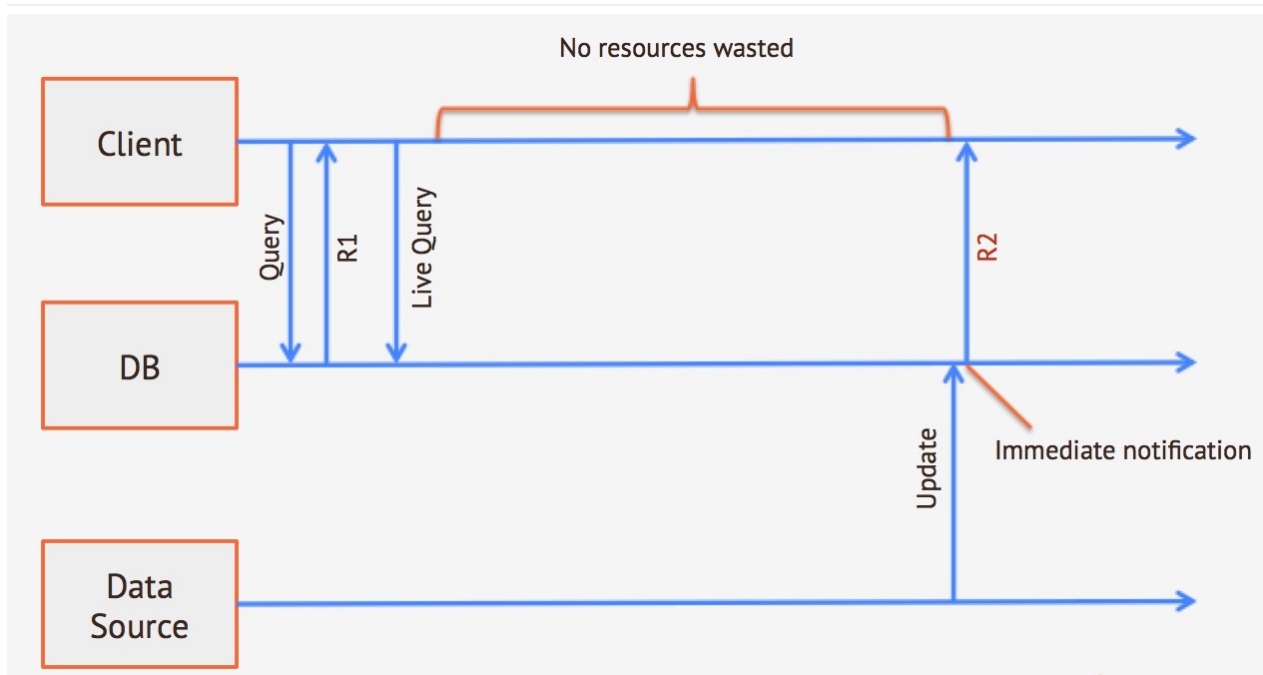 No resources wasted
Client
Query
R1
Live Query
R2
DB
Immediate notification
Update
Data
Source